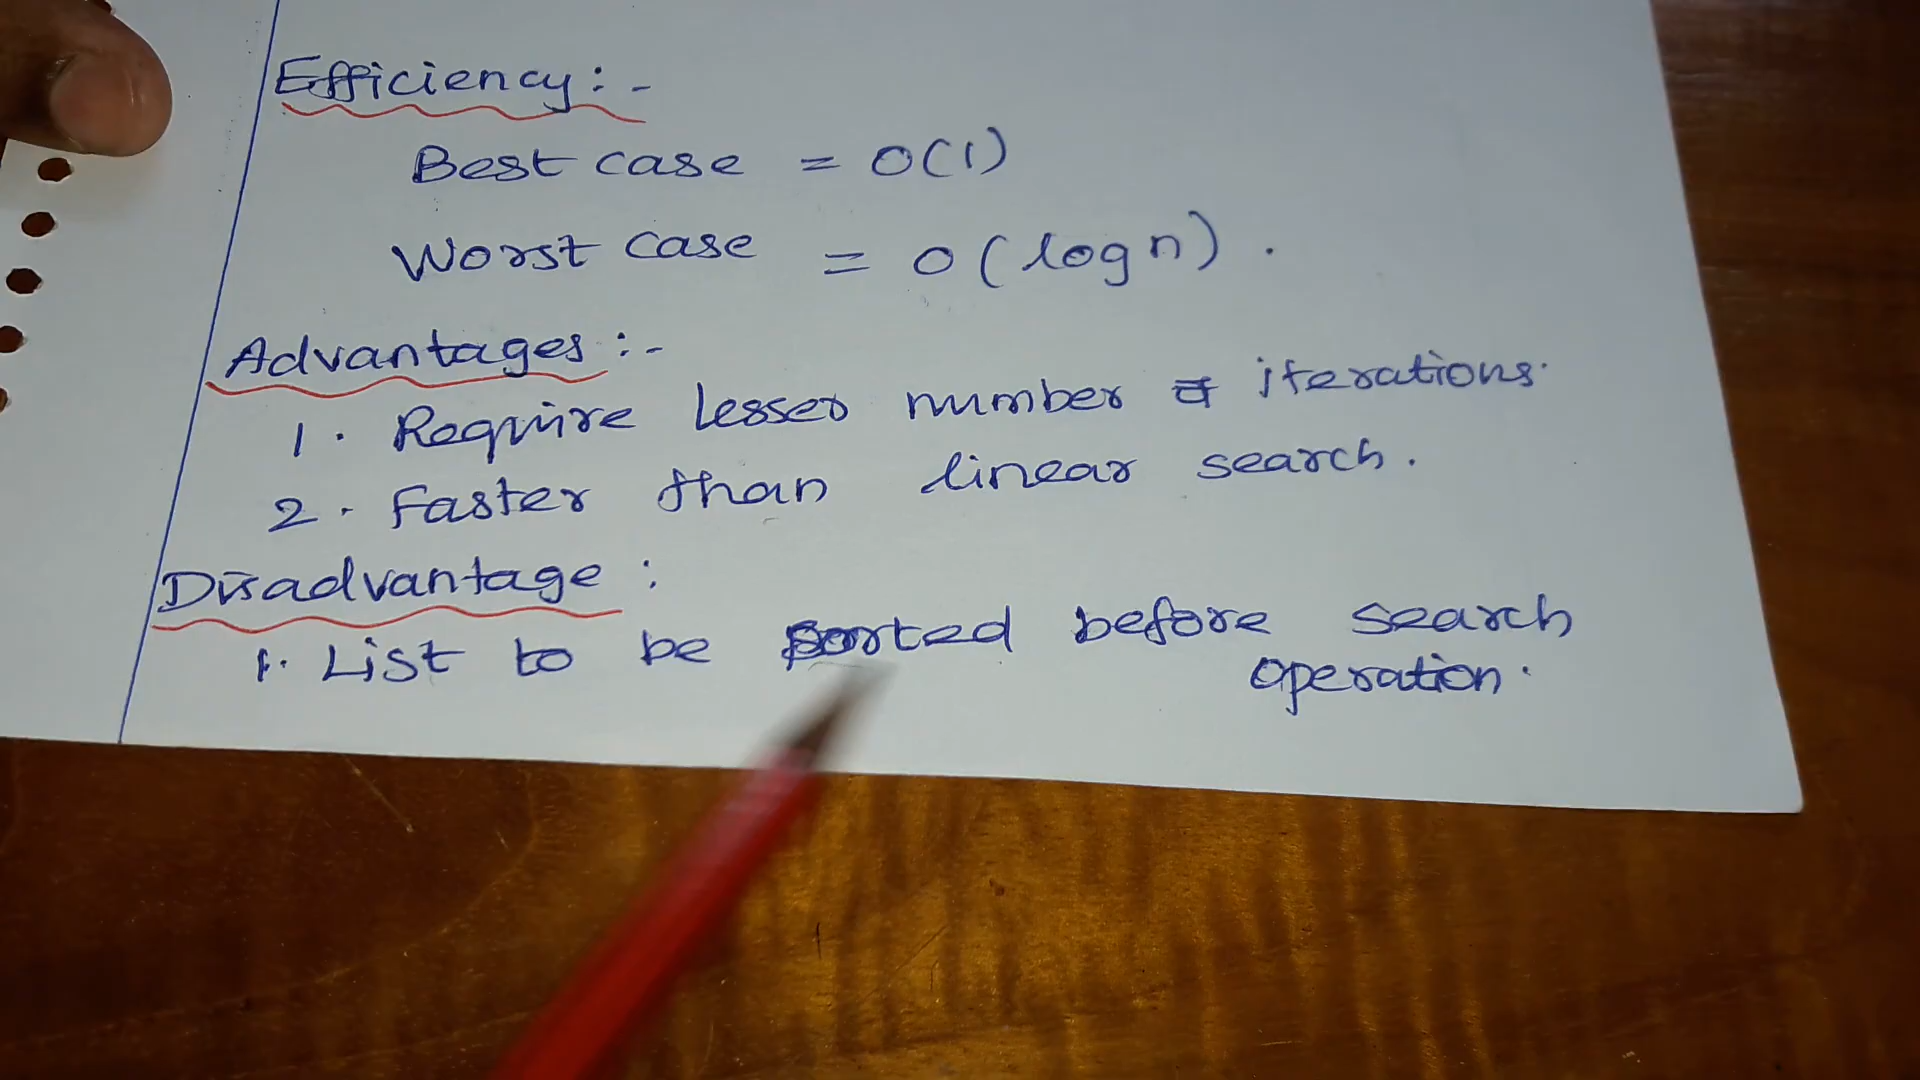 Efficiency :-
Best case = O(1)
Worst case = O(log n).
Advantages :-
1. Require lesser number of iterations.
2. Faster than linear search.
Disadvantage :
1. List to be sorted before search
operation.